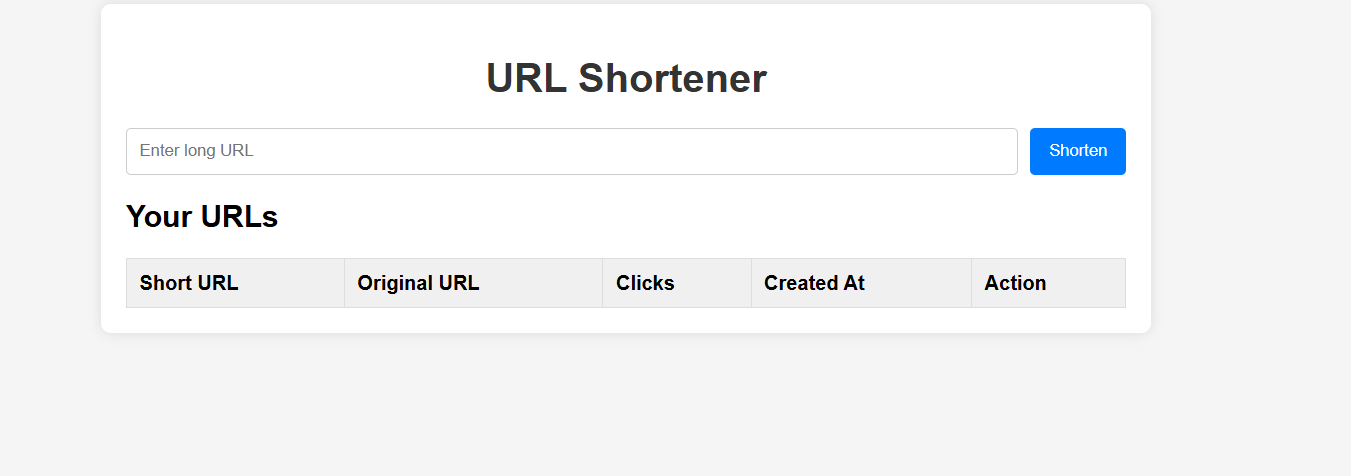 URL Shortener
Enter long URL Shorten
Your URLs
Short URL Original URL Clicks Created At Action